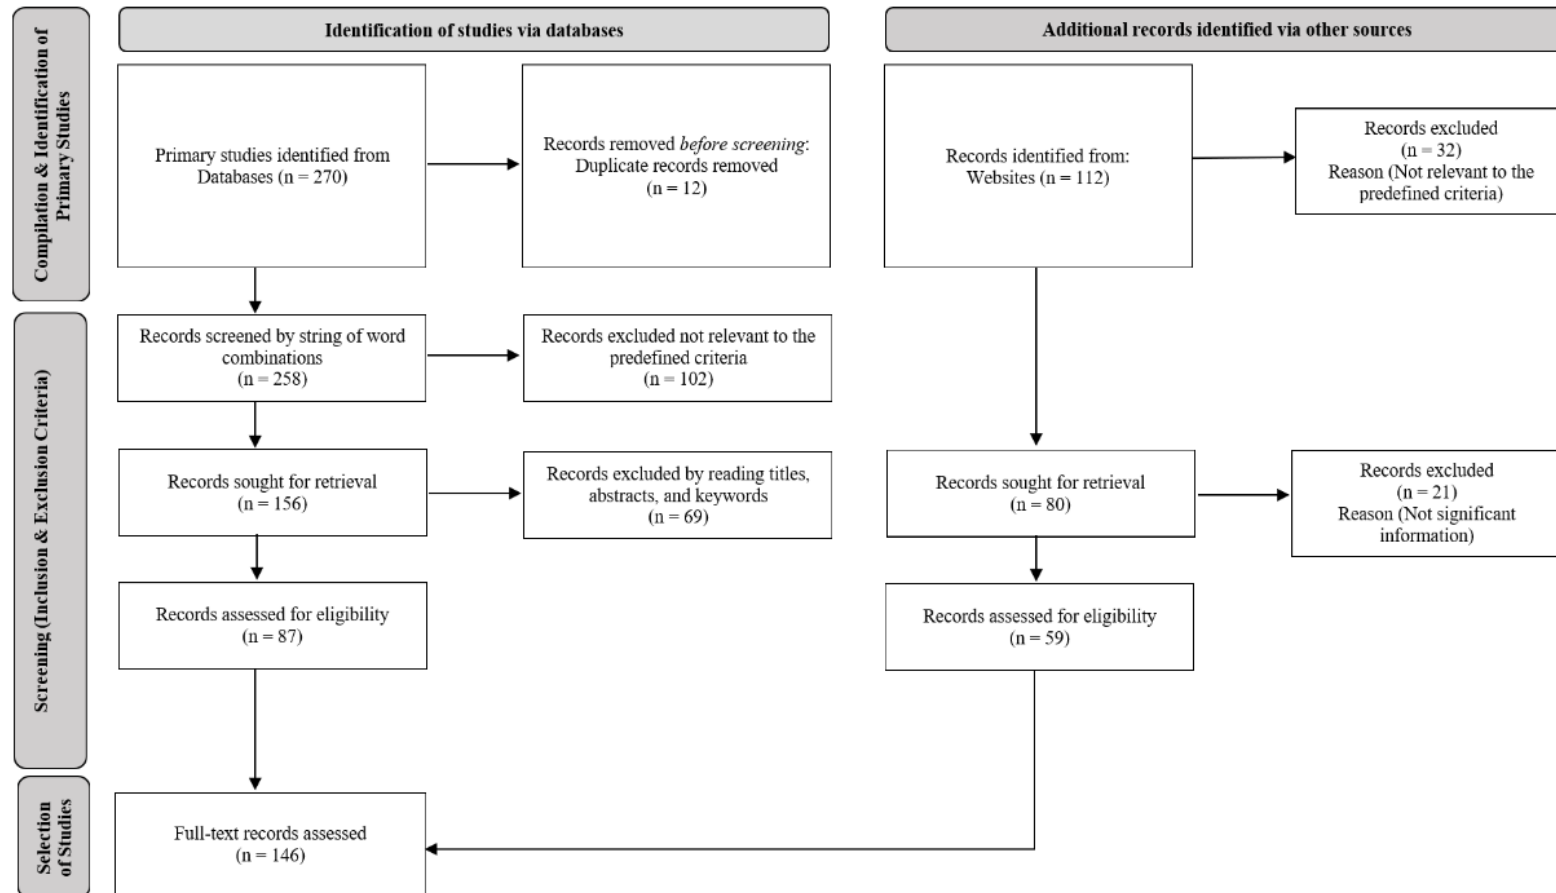 Compilation & Identification of
Primary Studies
Identification of studies via databases
Additional records identified via other sources
Primary studies identified from
Databases (n = 270)
Records removed before screening:
Duplicate records removed
(n = 12)
Records identified from:
Websites (n = 112)
Records excluded
(n = 32)
Reason (Not relevant to the
predefined criteria)
Screening (Inclusion & Exclusion Criteria)
Records screened by string of word
combinations
(n = 258)
Records excluded not relevant to the
predefined criteria
(n = 102)
Records sought for retrieval
(n = 156)
Records excluded by reading titles,
abstracts, and keywords
(n = 69)
Records sought for retrieval
(n = 80)
Records excluded
(n = 21)
Reason (Not significant
information)
Records assessed for eligibility
(n = 87)
Records assessed for eligibility
(n = 59)
Selection
of Studies
Full-text records assessed
(n = 146)